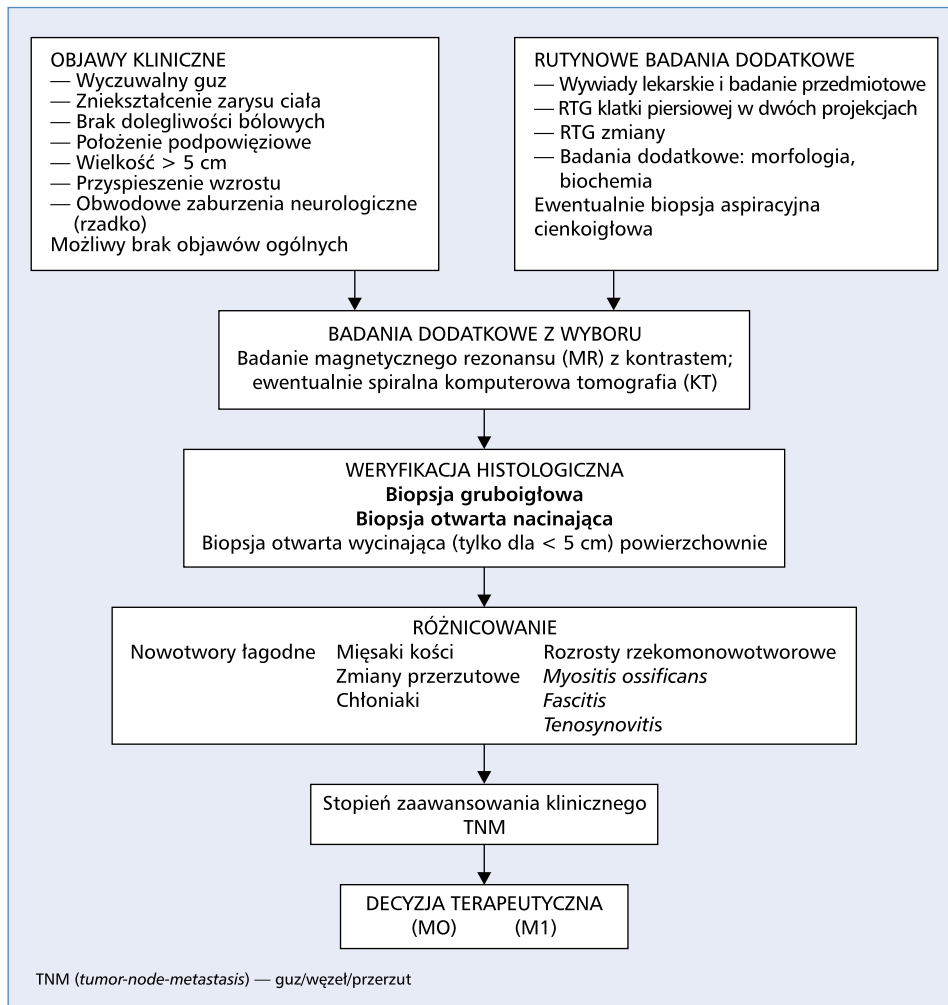 OBJAWY KLINICZNE
— Wyczuwalny guz
— Zniekształcenie zarysu ciała
— Brak dolegliwości bólowych
— Położenie podpowięziowe
— Wielkość > 5 cm
— Przyspieszenie wzrostu
— Obwodowe zaburzenia neurologiczne
(rzadko)
Możliwy brak objawów ogólnych
RUTYNOWE BADANIA DODATKOWE
— Wywiady lekarskie i badanie przedmiotowe
— RTG klatki piersiowej w dwóch projekcjach
— RTG zmiany
— Badania dodatkowe: morfologia,
biochemia
Ewentualnie biopsja aspiracyjna
cienkoigłowa
BADANIA DODATKOWE Z WYBORU
Badanie magnetycznego rezonansu (MR) z kontrastem;
ewentualnie spiralna komputerowa tomografia (KT)
WERYFIKACJA HISTOLOGICZNA
Biopsja gruboigłowa
Biopsja otwarta nacinająca
Biopsja otwarta wycinająca (tylko dla < 5 cm) powierzchownie
RÓŻNICOWANIE
Nowotwory łagodne Mięsaki kości Rozrosty rzekomonowotworowe
Zmiany przerzutowe Myositis ossificans
Chłoniaki Fascitis
Tenosynovitis
Stopień zaawansowania klinicznego
TNM
DECYZJA TERAPEUTYCZNA
(MO) (M1)
TNM (tumor-node-metastasis) — guz/węzeł/przerzut